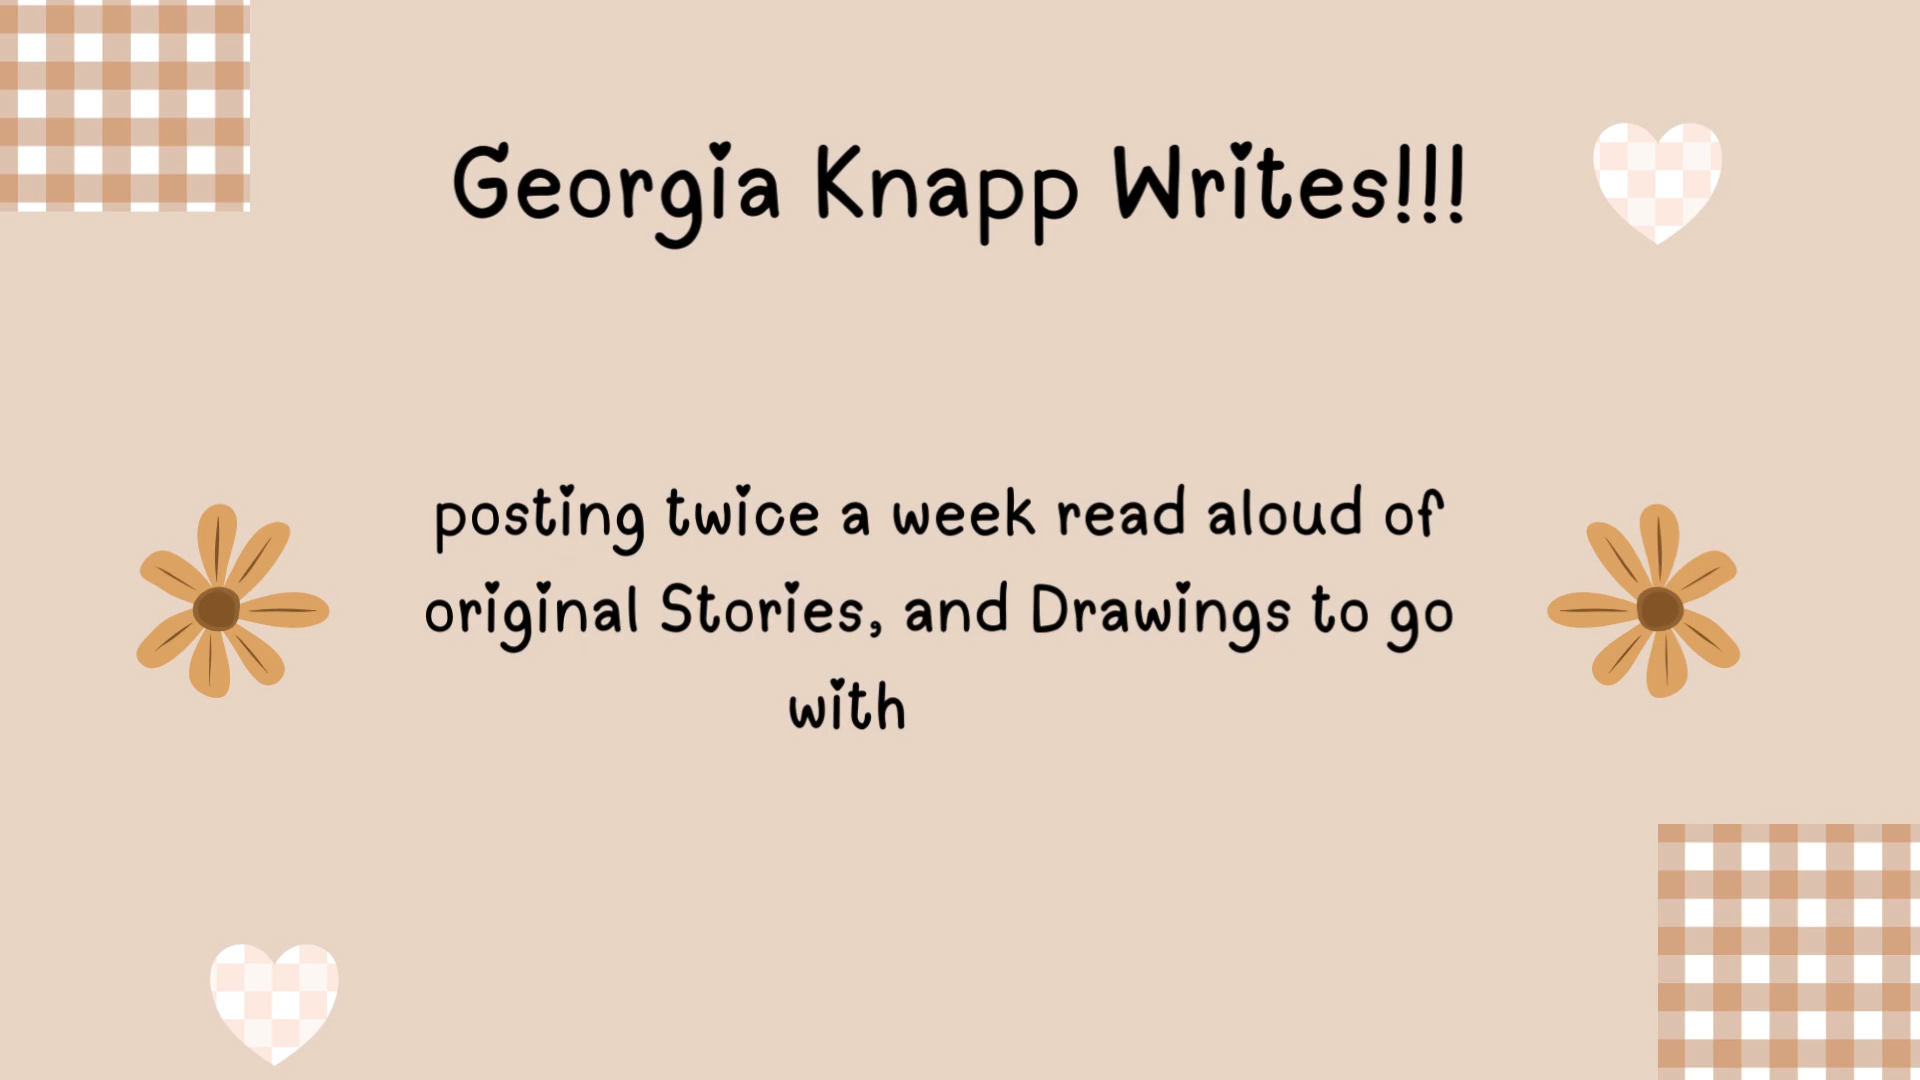 Georgia Knapp Writes!!!
posting twice a week read aloud of
original Stories, and Drawings to go
with